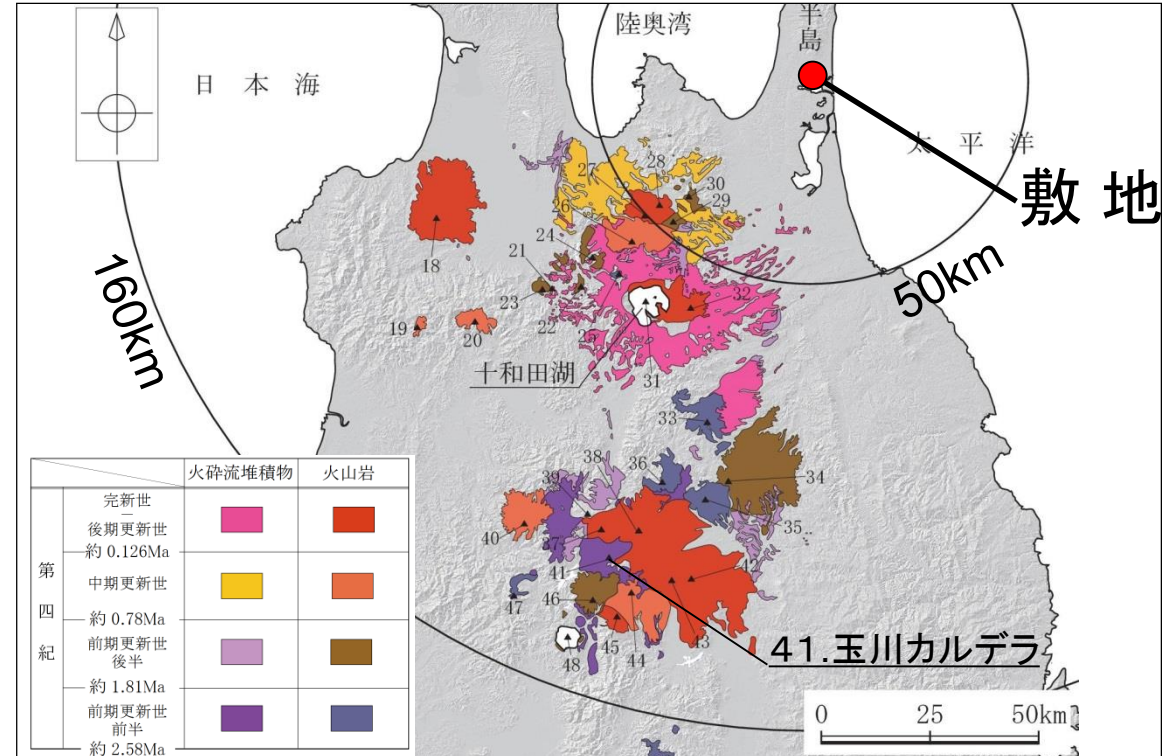 半島
陸奥湾
日本海
敷地
太平洋
160km
50km
18
19
20
21
22
23
24
25
26
27
28
29
30
31
32
十和田湖
33
34
35
36
37
38
39
40
41
42
43
44
45
46
47
48
41.玉川カルデラ
火砕流堆積物
火山岩
第四紀
完新世
―
後期更新世
約 0.126Ma
中期更新世
約 0.78Ma
前期更新世
後半
約 1.81Ma
前期更新世
前半
約 2.58Ma
0 25 50km